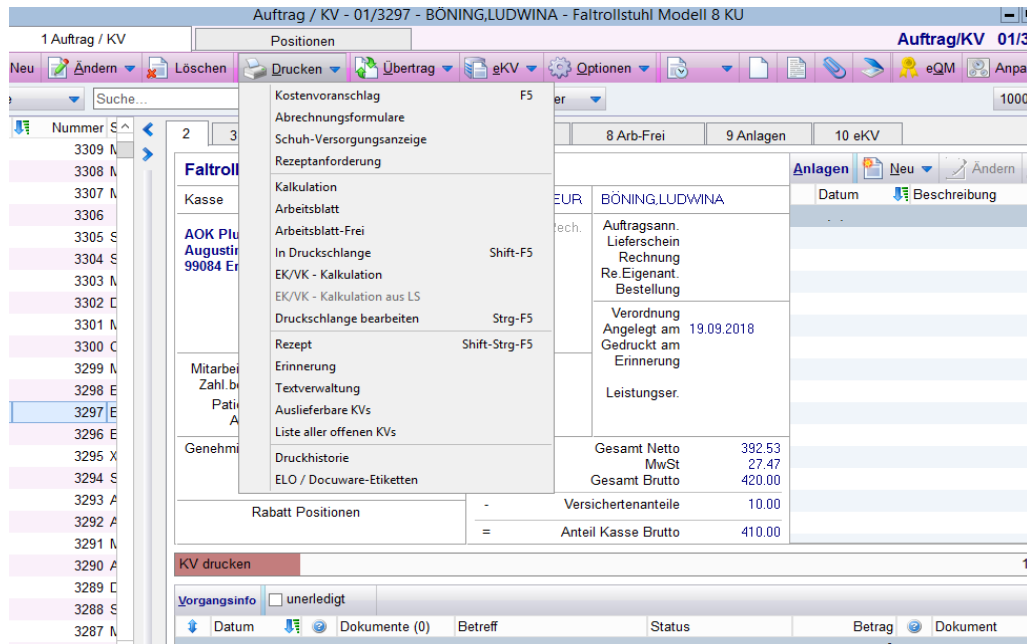 Auftrag / KV - 01/3297 - BÖNING,LUDWINA - Faltrollstuhl Modell 8 KU
1 Auftrag / KV Positionen Auftrag/KV 01/3
Neu Ändern Löschen Drucken Übertrag eKV Optionen eQM Anpa
Suche... er 1000
Nummer S 2 3 8 Arb-Frei 9 Anlagen 10 eKV
Kostenvoranschlag F5
Abrechnungsformulare
Schuh-Versorgungsanzeige
Rezeptanforderung
Kalkulation
Arbeitsblatt
Arbeitsblatt-Frei
In Druckschlange Shift-F5
EK/VK - Kalkulation
EK/VK - Kalkulation aus LS
Druckschlange bearbeiten Strg-F5
Rezept Shift-Strg-F5
Erinnerung
Textverwaltung
Auslieferbare KVs
Liste aller offenen KVs
Druckhistorie
ELO / Docuware-Etiketten
3309
3308
3307
3306
3305 S
3304 S
3303
3302
3301
3300
3299
3298 E
3297 E
3296 E
3295 X
3294 S
3293 A
3292 A
3291
3290 A
3289
3288 S
3287
Faltroll
Kasse EUR BÖNING,LUDWINA
AOK Plu
Augustin
99084 Er
Auftragsann.
Lieferschein
Rechnung
Re.Eigenant.
Bestellung
Verordnung
Angelegt am 19.09.2018
Gedruckt am
Erinnerung
Leistungser.
Mitarbei
Zahl.b
Pati
A
Genehmi
Gesamt Netto 392.53
MwSt 27.47
Gesamt Brutto 420.00
- Versichertenanteile 10.00
Rabatt Positionen
= Anteil Kasse Brutto 410.00
Anlagen Neu Ändern
Datum Beschreibung
. .
KV drucken 1
Vorgangsinfo unerledigt
Datum Dokumente (0) Betreff Status Betrag Dokument